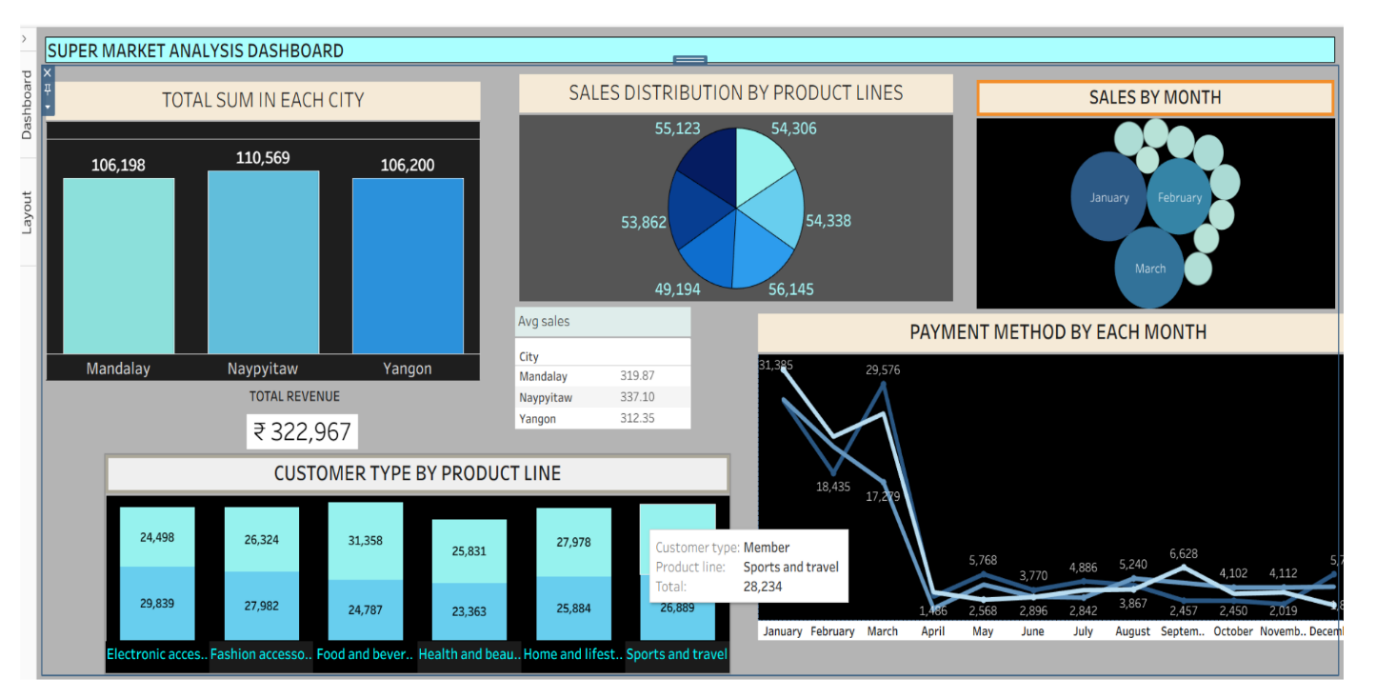 SUPER MARKET ANALYSIS DASHBOARD
Dashboard
Layout
TOTAL SUM IN EACH CITY
106,198
110,569
106,200
Mandalay
Naypyitaw
Yangon
TOTAL REVENUE
₹ 322,967
SALES DISTRIBUTION BY PRODUCT LINES
55,123
54,306
53,862
54,338
49,194
56,145
SALES BY MONTH
January
February
March
Avg sales
City
Mandalay 319.87
Naypyitaw 337.10
Yangon 312.35
PAYMENT METHOD BY EACH MONTH
31,385
29,576
18,435
17,279
5,768
3,770
4,886
5,240
6,628
4,102
4,112
5,7
1,486
2,568
2,896
2,842
3,867
2,457
2,450
2,019
January February March April May June July August Septem.. October Novemb.. Decem
CUSTOMER TYPE BY PRODUCT LINE
24,498
26,324
31,358
25,831
27,978
29,839
27,982
24,787
23,363
25,884
26,889
Customer type: Member
Product line: Sports and travel
Total: 28,234
Electronic acces.. Fashion accesso.. Food and bever.. Health and beau.. Home and lifest.. Sports and travel